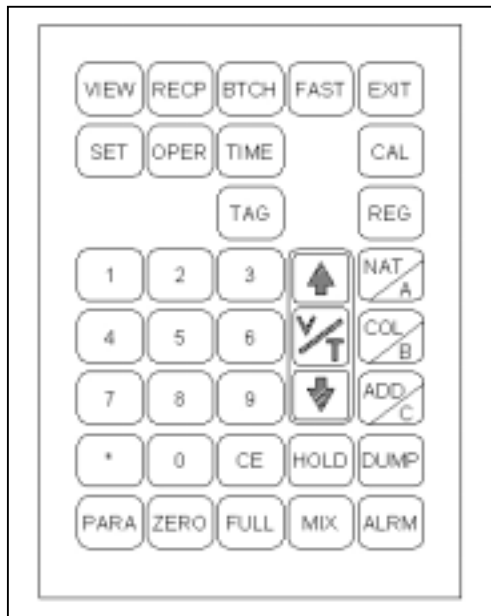 VIEW RECP BTCH FAST EXIT
SET OPER TIME CAL
TAG REG
1 2 3 NAT/A
4 5 6 V/T COL/B
7 8 9 ADD/C
* 0 CE HOLD DUMP
PARA ZERO FULL MIX ALRM